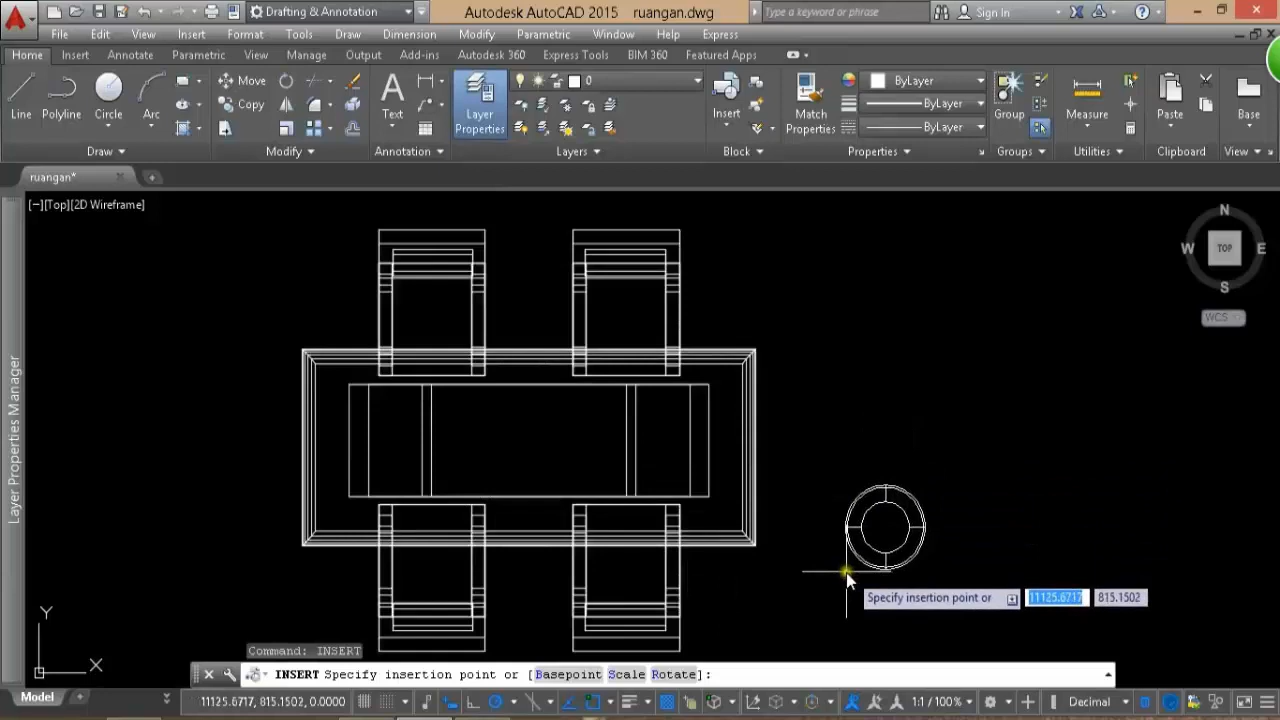 Drafting & Annotation
Autodesk AutoCAD 2015 ruangan.dwg
Type a keyword or phrase
Sign In
File Edit View Insert Format Tools Draw Dimension Modify Parametric Window Help Express
Home Insert Annotate Parametric View Manage Output Add-ins Autodesk 360 Express Tools BIM 360 Featured Apps
Line Polyline Circle Arc
Move
Copy
Text
Layer Properties
0
Insert
Match Properties
ByLayer
ByLayer
ByLayer
Group
Measure
Paste
Base
Draw Modify Annotation Layers Block Properties Groups Utilities Clipboard View
ruangan*
[−][Top][2D Wireframe]
N
W TOP E
S
WCS
Layer Properties Manager
Specify insertion point or 11125.6717 815.1502
Y
X
Command: INSERT
INSERT Specify insertion point or [Basepoint Scale Rotate]:
Model
11125.6717, 815.1502, 0.0000
1:1 / 100%
Decimal